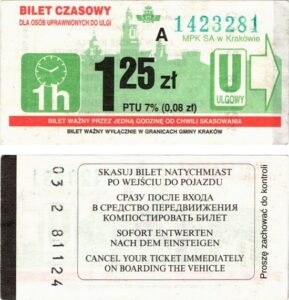 BILET CZASOWY
DLA OSÓB UPRAWNIONYCH DO ULGI
A
1423281
MPK SA w Krakowie
1h
1 25 zł
PTU 7% (0,08 zł)
U
ULGOWY
BILET WAŻNY PRZEZ JEDNĄ GODZINĘ OD CHWILI SKASOWANIA
BILET WAŻNY WYŁĄCZNIE W GRANICACH GMINY KRAKÓW
03 2 81124
SKASUJ BILET NATYCHMIAST
PO WEJŚCIU DO POJAZDU
СРАЗУ ПОСЛЕ ВХОДА
В СРЕДСТВО ПЕРЕДВИЖЕНИЯ
КОМПОСТИРОВАТЬ БИЛЕТ
SOFORT ENTWERTEN
NACH DEM EINSTEIGEN
CANCEL YOUR TICKET IMMEDIATELY
ON BOARDING THE VEHICLE
Proszę zachować do kontroli